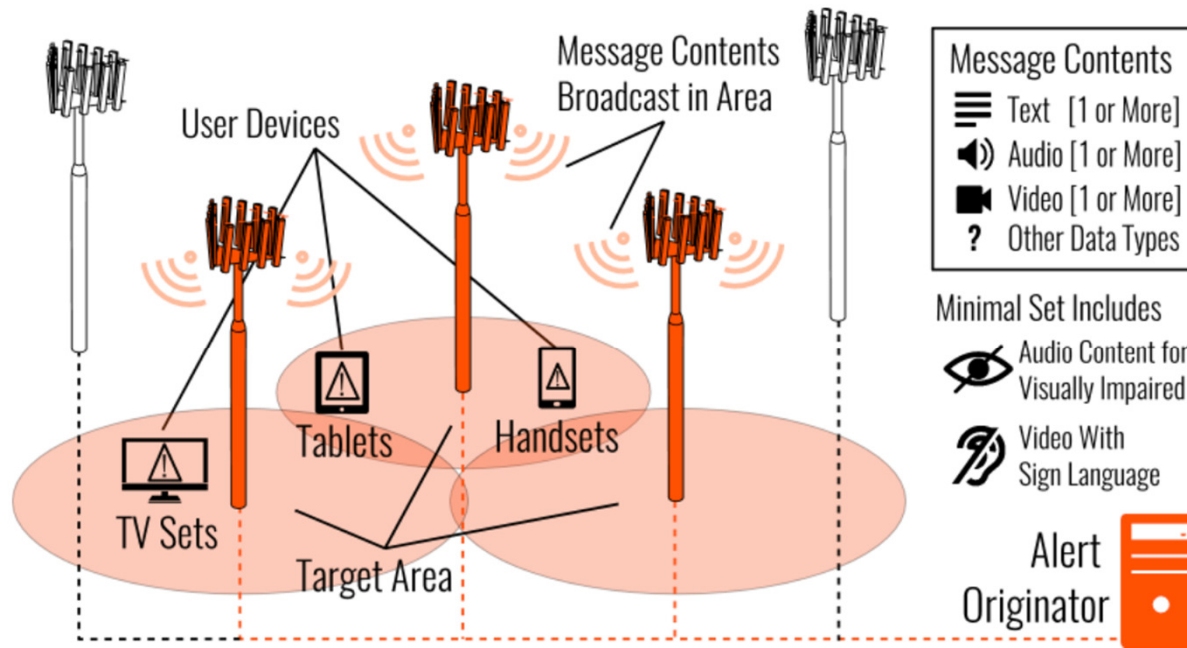 Message Contents
Broadcast in Area
User Devices
Message Contents
Text [1 or More]
Audio [1 or More]
Video [1 or More]
? Other Data Types
Minimal Set Includes
Audio Content for
Visually Impaired
Video With
Sign Language
Tablets
Handsets
TV Sets
Target Area
Alert
Originator